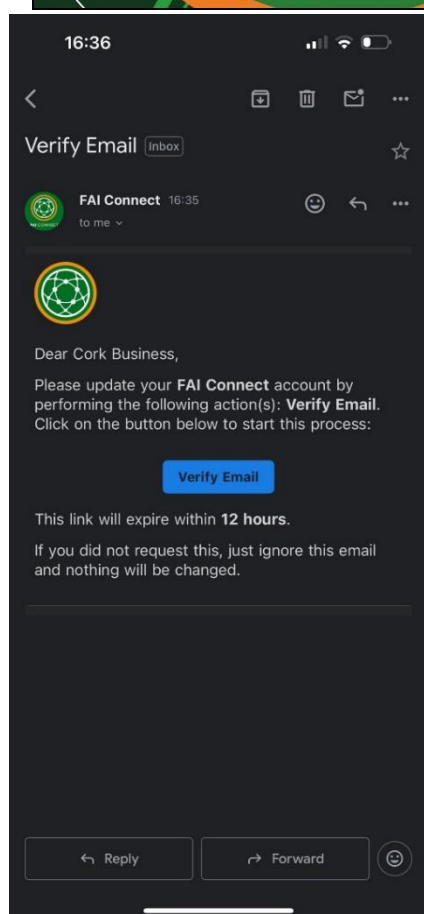 16:36
Verify Email Inbox
FAI Connect 16:35
to me
Dear Cork Business,
Please update your FAI Connect account by
performing the following action(s): Verify Email.
Click on the button below to start this process:
Verify Email
This link will expire within 12 hours.
If you did not request this, just ignore this email
and nothing will be changed.
Reply Forward